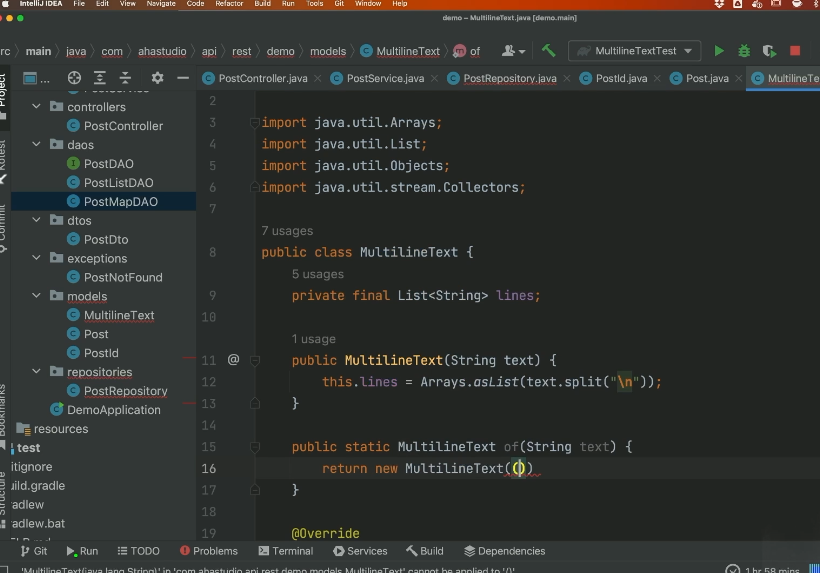 IntelliJ IDEA File Edit View Navigate Code Refactor Build Run Tools Git Window Help
demo – MultilineText.java [demo.main]
rc main java com ahastudio api rest demo models MultilineText of MultilineTextTest
Project
PostController.java PostService.java PostRepository.java PostId.java Post.java MultilineTe
controllers
PostController
daos
PostDAO
PostListDAO
PostMapDAO
dtos
PostDto
exceptions
PostNotFound
models
MultilineText
Post
PostId
repositories
PostRepository
DemoApplication
resources
test
itignore
uild.gradle
radlew
radlew.bat
Kotest
Commit
Bookmarks
Structure
2
3 import java.util.Arrays;
4 import java.util.List;
5 import java.util.Objects;
6 import java.util.stream.Collectors;
7
7 usages
8 public class MultilineText {
5 usages
9 private final List<String> lines;
10
1 usage
11 @ public MultilineText(String text) {
12 this.lines = Arrays.asList(text.split("\n"));
13 }
14
15 public static MultilineText of(String text) {
16 return new MultilineText(()
17 }
18
19 @Override
Git Run TODO Problems Terminal Services Build Dependencies
'MultilineText(java.lang.String)' in 'com.ahastudio.api.rest.demo.models.MultilineText' cannot be applied to '()'
1 hr 58 mins